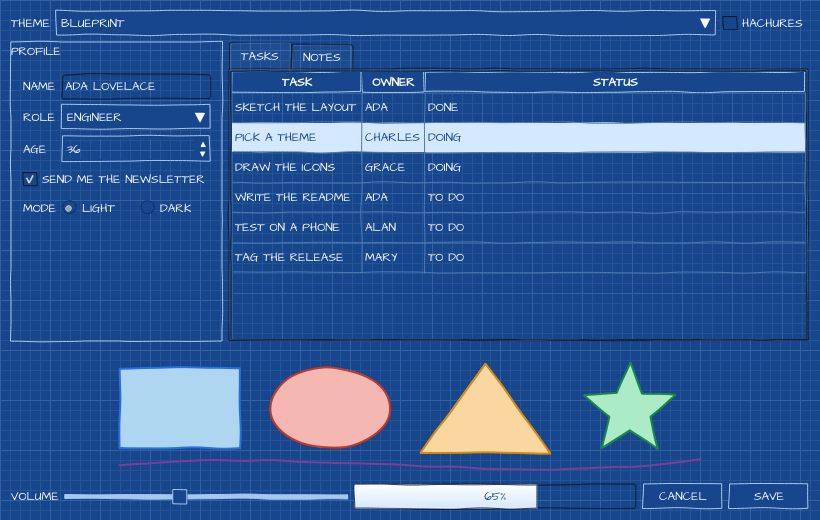 THEME BLUEPRINT HACHURES
PROFILE
NAME ADA LOVELACE
ROLE ENGINEER
AGE 36
SEND ME THE NEWSLETTER
MODE LIGHT DARK
TASKS NOTES
TASK OWNER STATUS
SKETCH THE LAYOUT ADA DONE
PICK A THEME CHARLES DOING
DRAW THE ICONS GRACE DOING
WRITE THE README ADA TO DO
TEST ON A PHONE ALAN TO DO
TAG THE RELEASE MARY TO DO
VOLUME 65% CANCEL SAVE